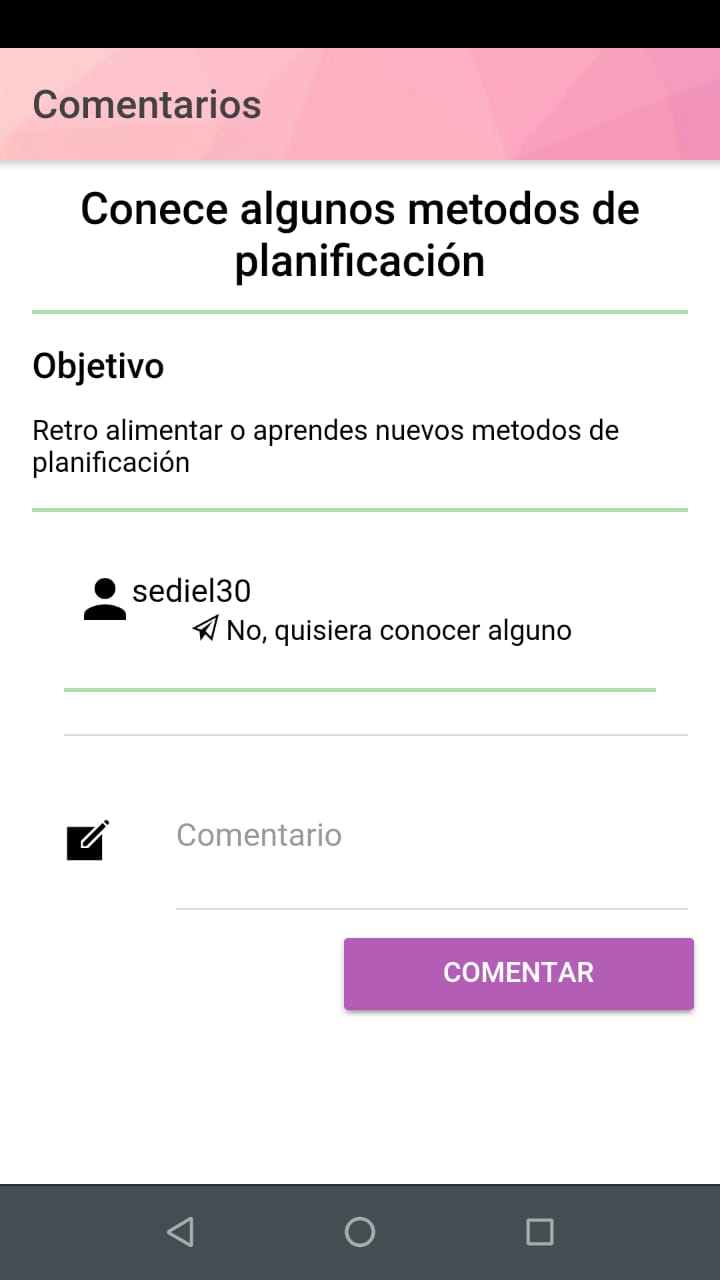 Comentarios
Conece algunos metodos de
planificación
Objetivo
Retro alimentar o aprendes nuevos metodos de
planificación
sediel30
No, quisiera conocer alguno
Comentario
COMENTAR